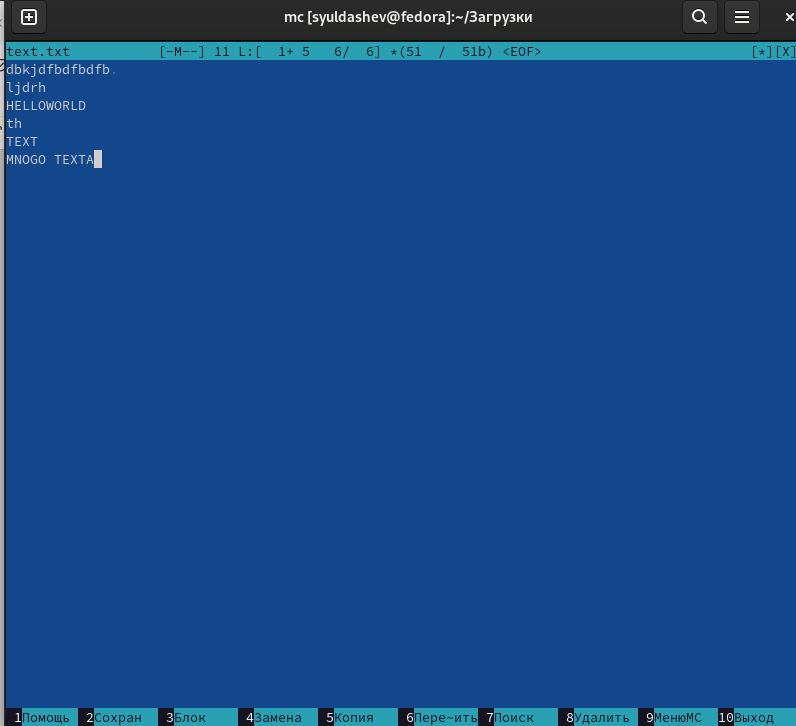 mc [syuldashev@fedora]:~/Загрузки
text.txt [-M--] 11 L:[ 1+ 5 6/ 6] *(51 / 51b) <EOF> [*][X]
dbkjdfbdfbdfb.
ljdrh
HELLOWORLD
th
TEXT
MNOGO TEXTA
1Помощь 2Сохран 3Блок 4Замена 5Копия 6Пере~ить 7Поиск 8Удалить 9МенюMC 10Выход